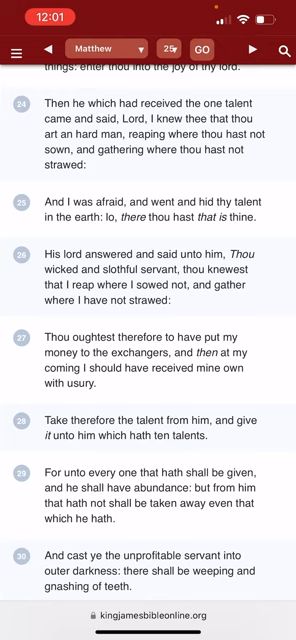 12:01
Matthew 25 GO
things: enter thou into the joy of thy lord.
24 Then he which had received the one talent
came and said, Lord, I knew thee that thou
art an hard man, reaping where thou hast not
sown, and gathering where thou hast not
strawed:
25 And I was afraid, and went and hid thy talent
in the earth: lo, there thou hast that is thine.
26 His lord answered and said unto him, Thou
wicked and slothful servant, thou knewest
that I reap where I sowed not, and gather
where I have not strawed:
27 Thou oughtest therefore to have put my
money to the exchangers, and then at my
coming I should have received mine own
with usury.
28 Take therefore the talent from him, and give
it unto him which hath ten talents.
29 For unto every one that hath shall be given,
and he shall have abundance: but from him
that hath not shall be taken away even that
which he hath.
30 And cast ye the unprofitable servant into
outer darkness: there shall be weeping and
gnashing of teeth.
kingjamesbibleonline.org